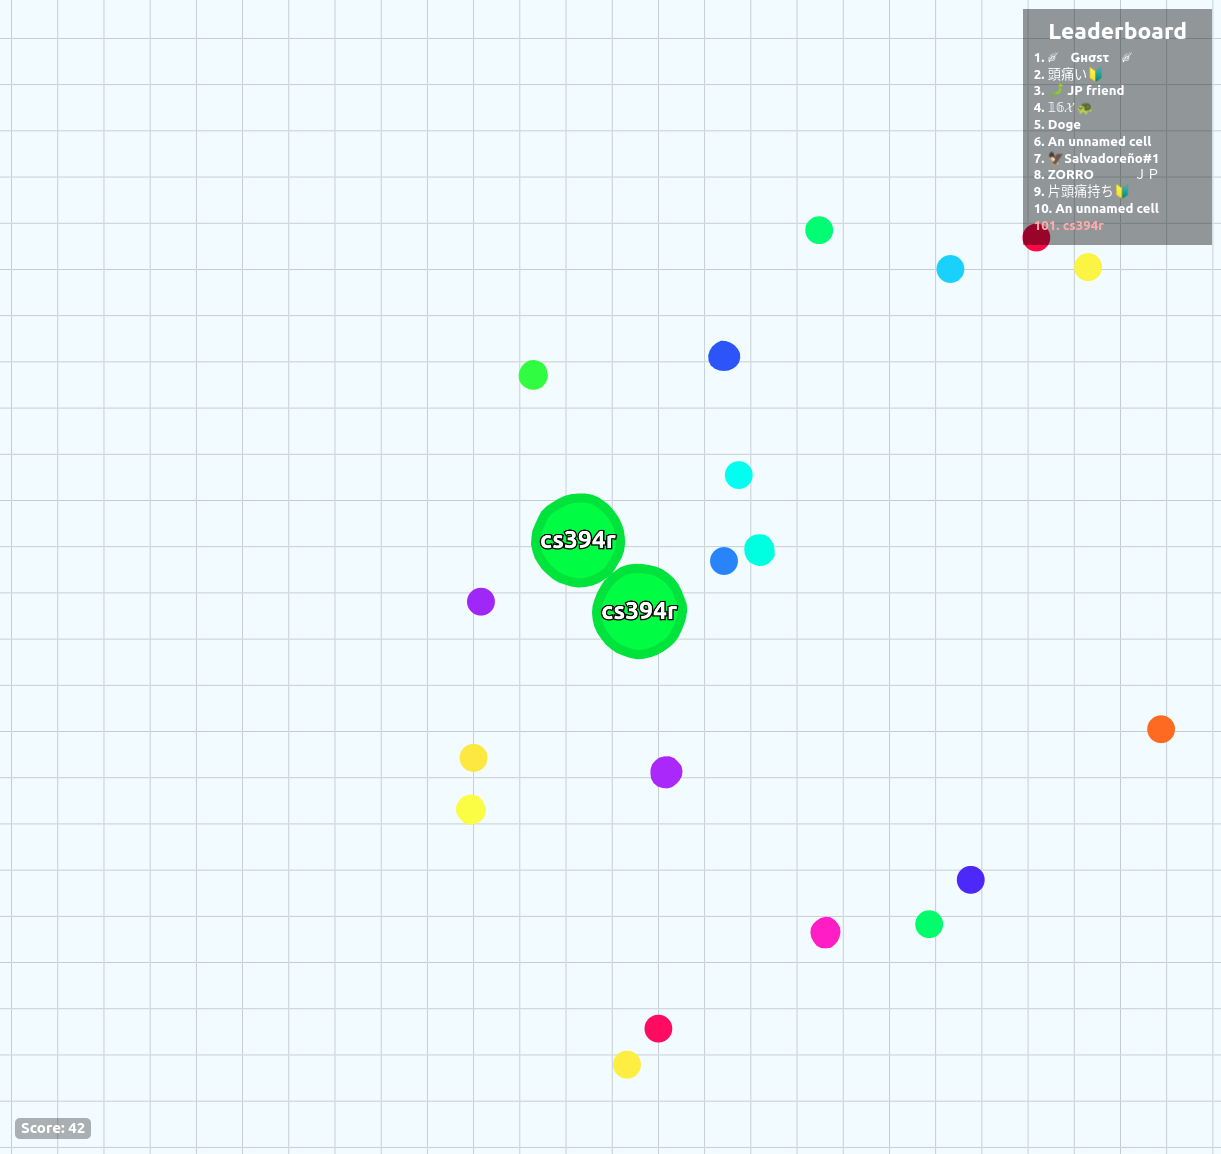 Leaderboard
1. 🪽 Gнσѕτ 🪽
2. 頭痛い🔰
3. 🐛JP friend
4. 𝟙𝟞𝓧🐢
5. Doge
6. An unnamed cell
7. 🦅Salvadoreño#1
8. ZORRO ＪＰ
9. 片頭痛持ち🔰
10. An unnamed cell
101. cs394r
cs394r
cs394r
Score: 42